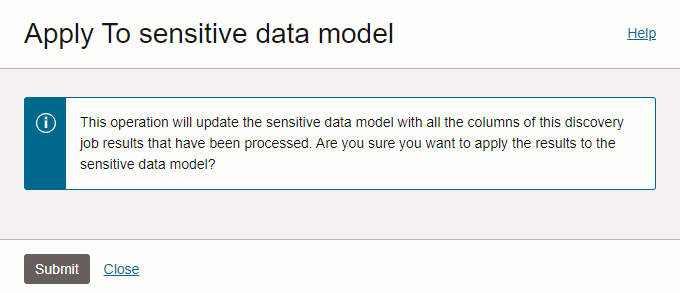 Apply To sensitive data model
Help
This operation will update the sensitive data model with all the columns of this discovery
job results that have been processed. Are you sure you want to apply the results to the
sensitive data model?
Submit
Close